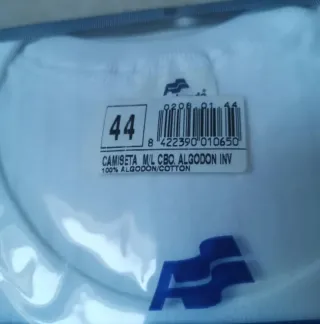 0208 01 44
44
8 422390 010650
CAMISETA M/L CBO. ALGODON INV
100% ALGODON/COTTON